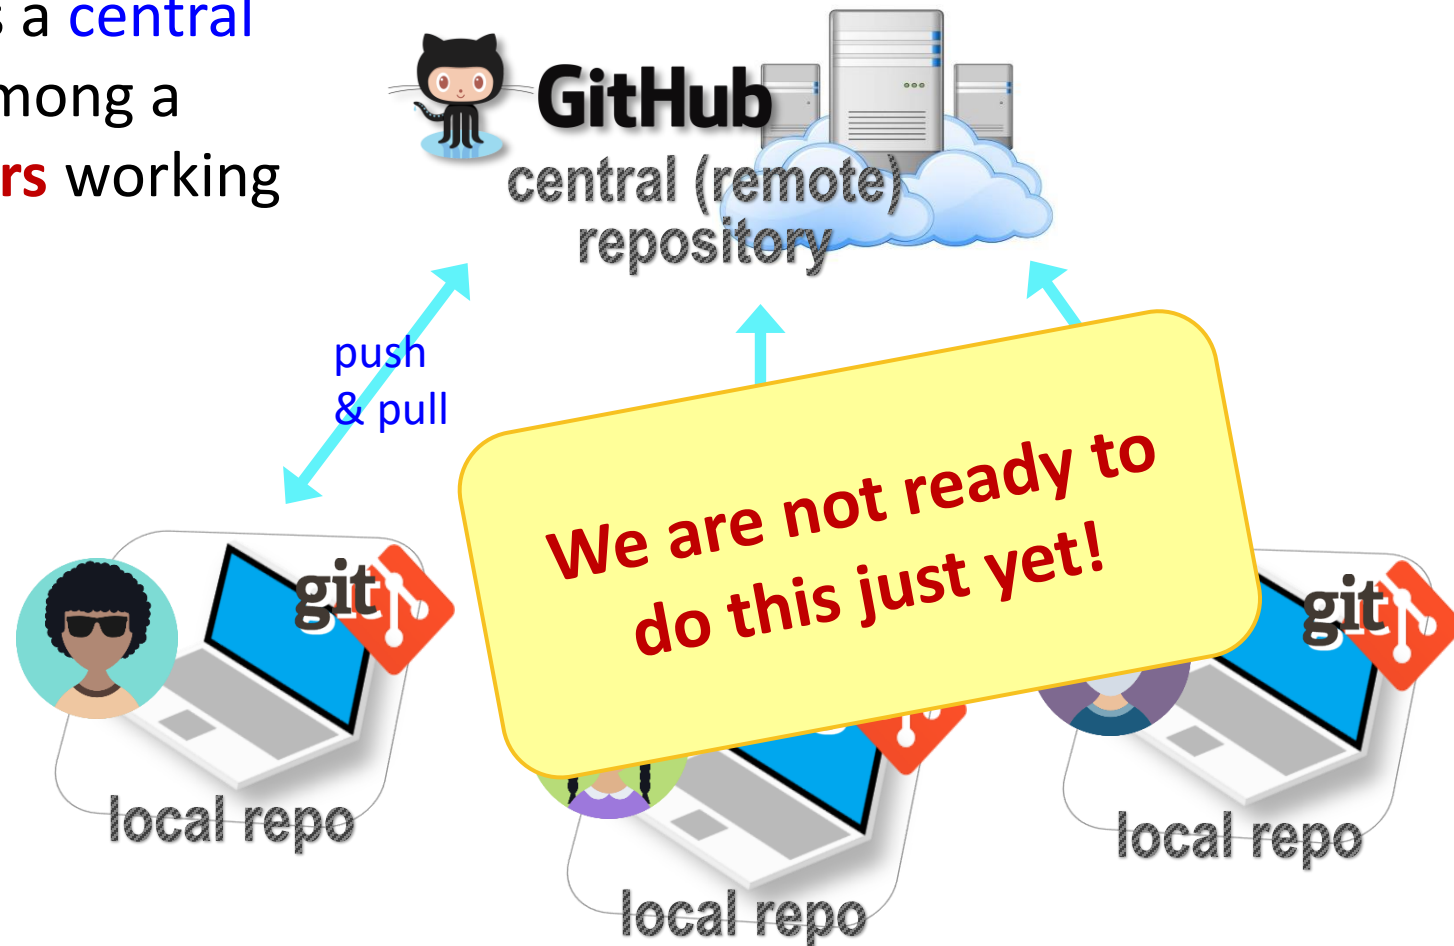 s a central
mong a
rs working
GitHub
central (remote)
repository
push
& pull
We are not ready to
do this just yet!
git
git
local repo
local repo
local repo